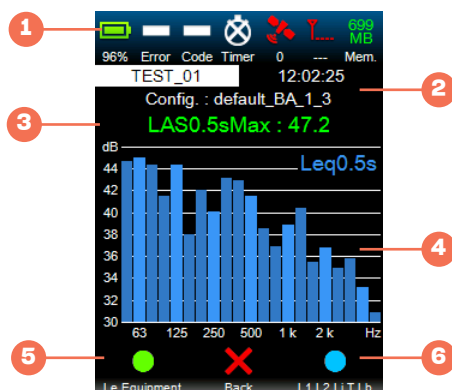 1
699
MB
96% Error Code Timer 0 --- Mem.
TEST_01 12:02:25
2
Config. : default_BA_1_3
3
LAS0.5sMax : 47.2
dB
Leq0.5s
44
42
40
38
4
36
34
32
30
63 125 250 500 1 k 2 k Hz
5
6
Back